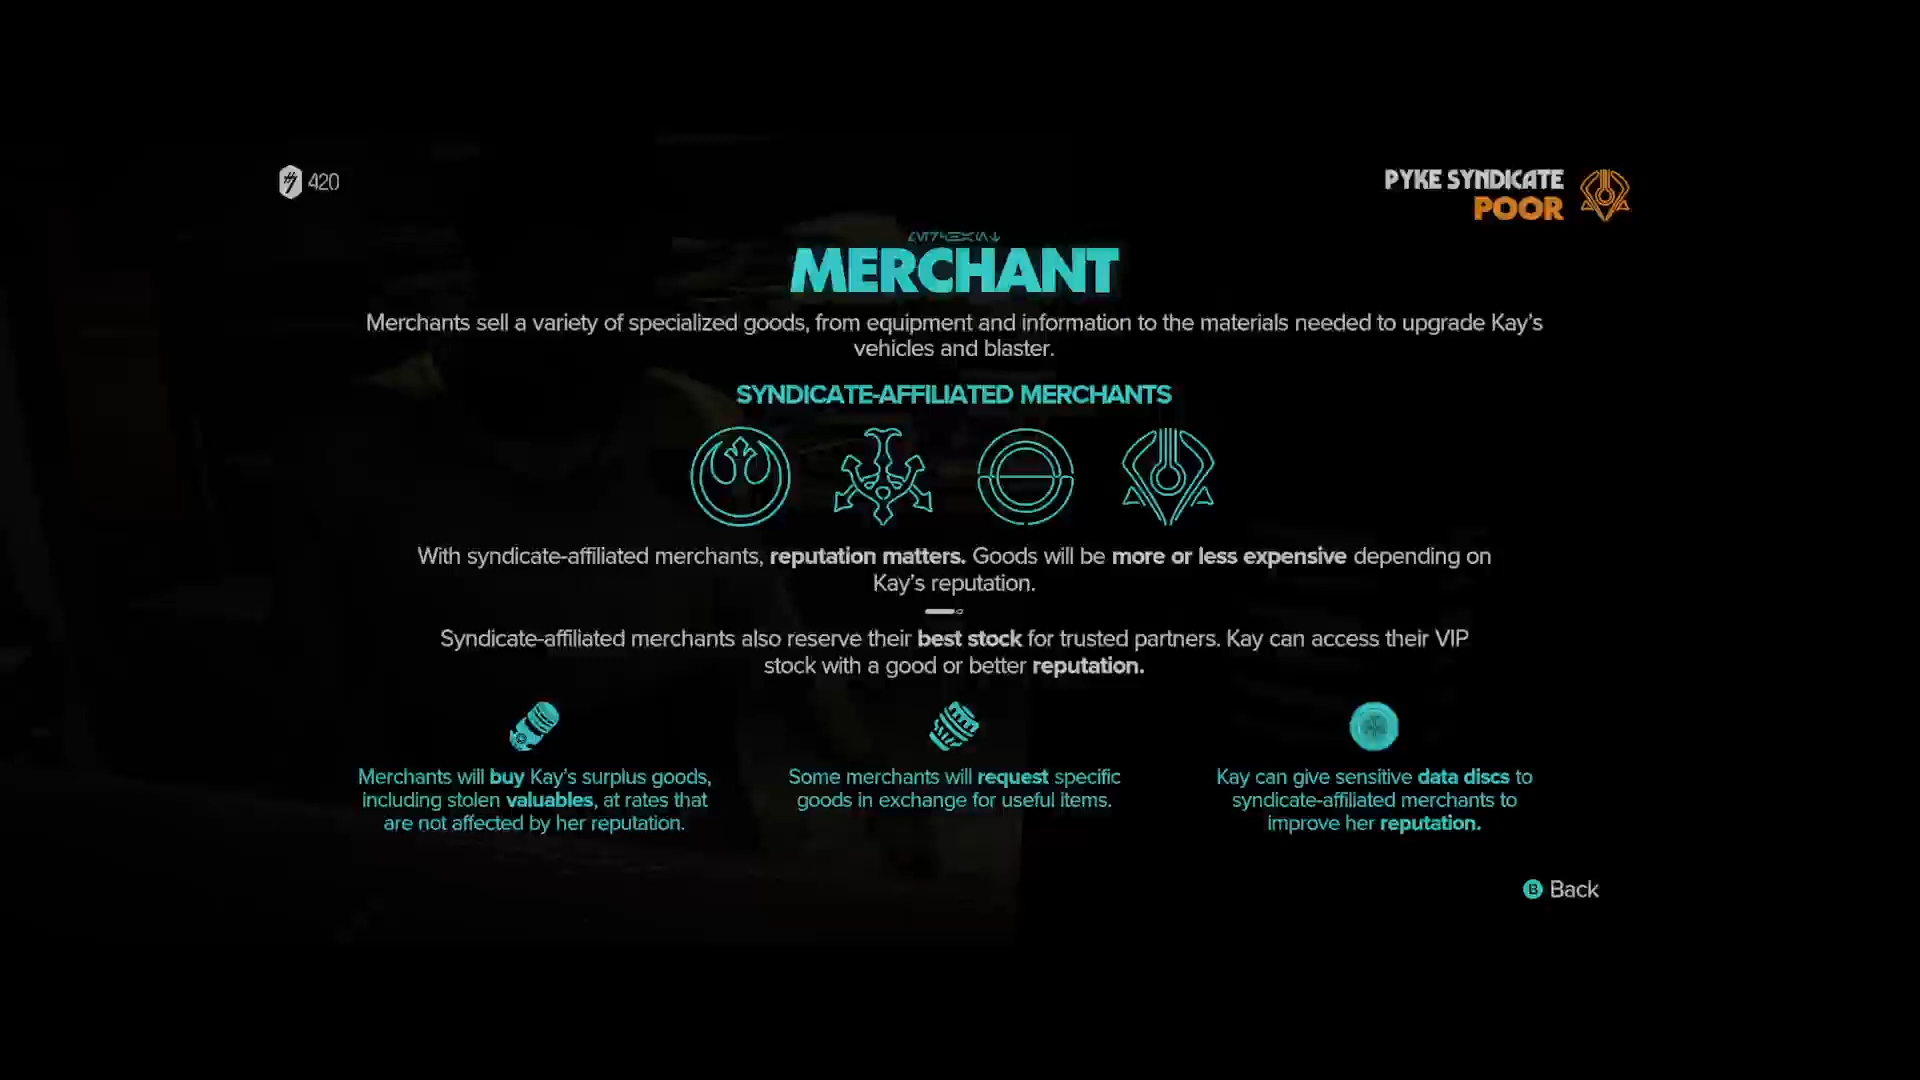 420
PYKE SYNDICATE
POOR
MERCHANT
Merchants sell a variety of specialized goods, from equipment and information to the materials needed to upgrade Kay's
vehicles and blaster.
SYNDICATE-AFFILIATED MERCHANTS
With syndicate-affiliated merchants, reputation matters. Goods will be more or less expensive depending on
Kay's reputation.
Syndicate-affiliated merchants also reserve their best stock for trusted partners. Kay can access their VIP
stock with a good or better reputation.
Merchants will buy Kay's surplus goods,
including stolen valuables, at rates that
are not affected by her reputation.
Some merchants will request specific
goods in exchange for useful items.
Kay can give sensitive data discs to
syndicate-affiliated merchants to
improve her reputation.
B Back